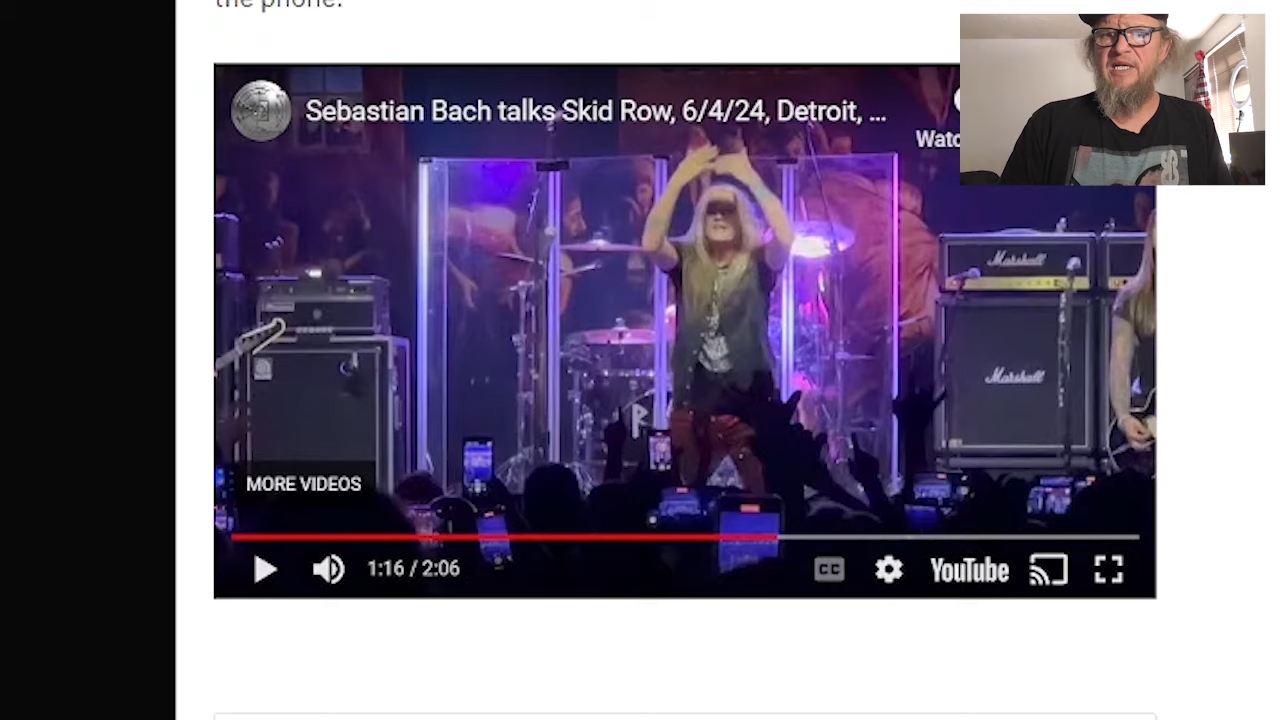 the phone.
Sebastian Bach talks Skid Row, 6/4/24, Detroit, ...
Watc
Marshall
Marshall
R
MORE VIDEOS
1:16 / 2:06
CC
YouTube